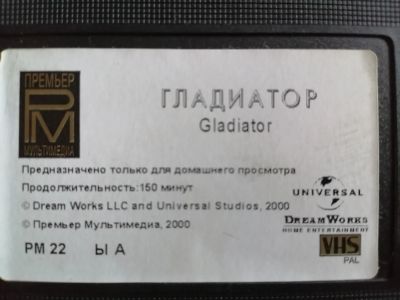 ПРЕМЬЕР
PM
МУЛЬТИМЕДИА
ГЛАДИАТОР
Gladiator
Предназначено только для домашнего просмотра
Продолжительность:150 минут
© Dream Works LLC and Universal Studios, 2000
© Премьер Мультимедиа, 2000
РМ 22 Ы А
UNIVERSAL
DREAMWORKS
HOME ENTERTAINMENT
VHS
PAL